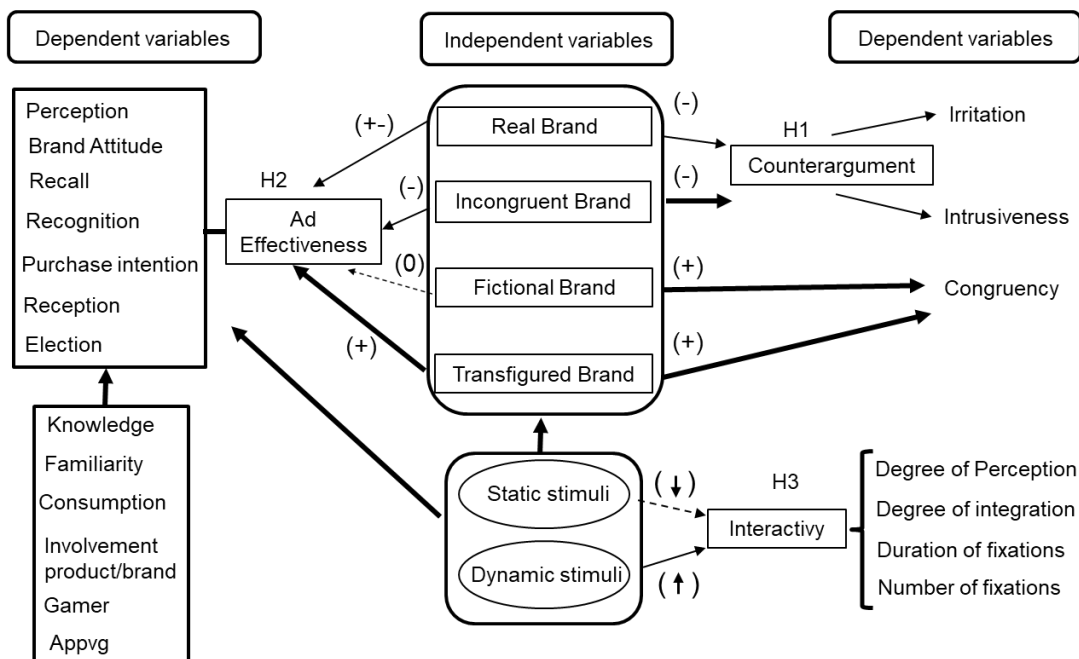 Dependent variables
Independent variables
Dependent variables
Perception
Brand Attitude
Recall
Recognition
Purchase intention
Reception
Election
Knowledge
Familiarity
Consumption
Involvement
product/brand
Gamer
Appvg
H2
Ad
Effectiveness
(+-)
(-)
(0)
(+)
Real Brand
Incongruent Brand
Fictional Brand
Transfigured Brand
(-)
(-)
(+)
(+)
H1
Counterargument
Irritation
Intrusiveness
Congruency
Static stimuli
Dynamic stimuli
(↓)
(↑)
H3
Interactivy
Degree of Perception
Degree of integration
Duration of fixations
Number of fixations